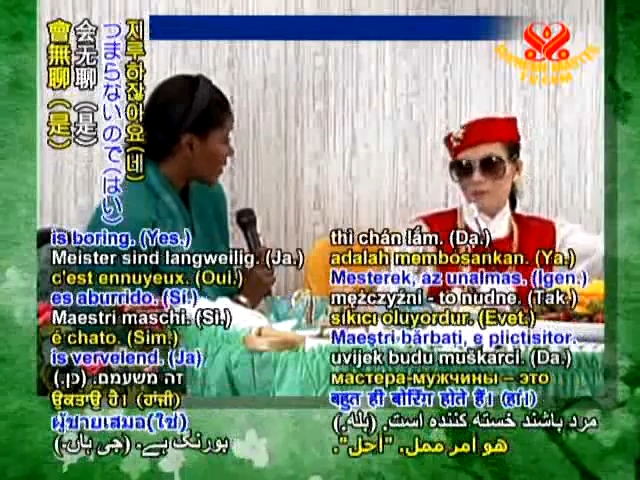 지루하잖아요 (네)
つまらないので (はい)
会无聊 (是)
會無聊 (是)
SUPREME MASTER
TV.COM
is boring. (Yes.)
Meister sind langweilig. (Ja.)
c'est ennuyeux. (Oui.)
es aburrido. (Sí.)
Maestri maschi. (Sì.)
é chato. (Sim.)
is vervelend. (Ja)
זה משעמם. (כן.)
ਉਕਤਾਊ ਹੈ। (ਹਾਂਜੀ)
ผู้ชายเสมอ(ใช่)
بورنگ ہے. (جی ہاں.)
thì chán lắm. (Dạ.)
adalah membosankan. (Ya.)
Mesterek, az unalmas. (Igen.)
mężczyźni - to nudne. (Tak.)
sıkıcı oluyordur. (Evet.)
Maeştri bărbaţi, e plictisitor.
uvijek budu muškarci. (Da.)
мастера-мужчины – это
बहुत ही बोरिंग होते हैं। (हां।)
مرد باشند خسته کننده است. (بله.)
هو أمر ممل. "أجل".